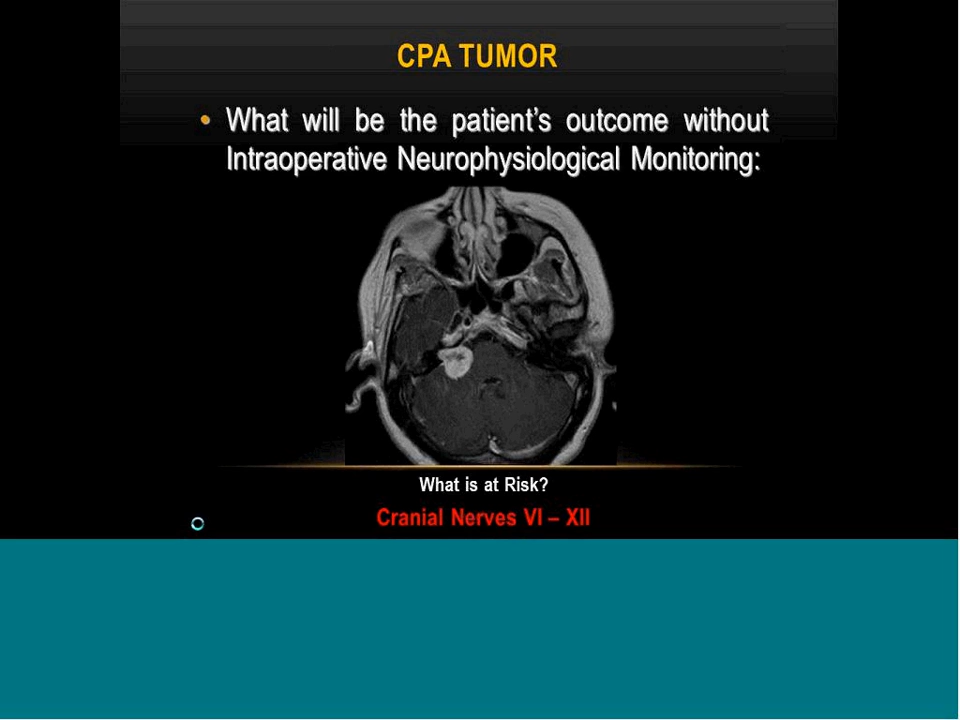 CPA TUMOR
• What will be the patient’s outcome without
Intraoperative Neurophysiological Monitoring:
What is at Risk?
Cranial Nerves VI – XII